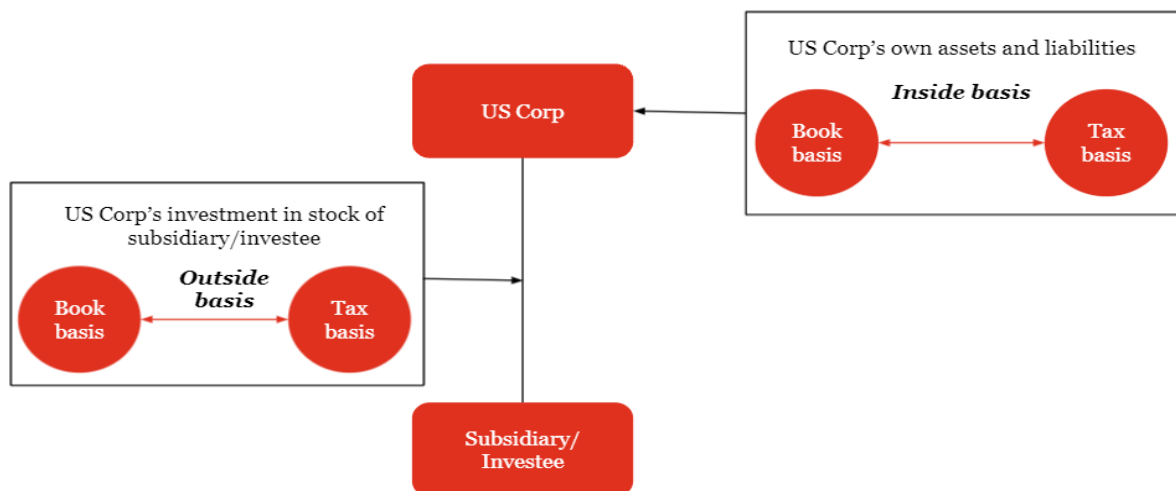 US Corp's own assets and liabilities
Inside basis
Book
basis
Tax
basis
US Corp
US Corp's investment in stock of
subsidiary/investee
Outside
basis
Book
basis
Tax
basis
Subsidiary/
Investee